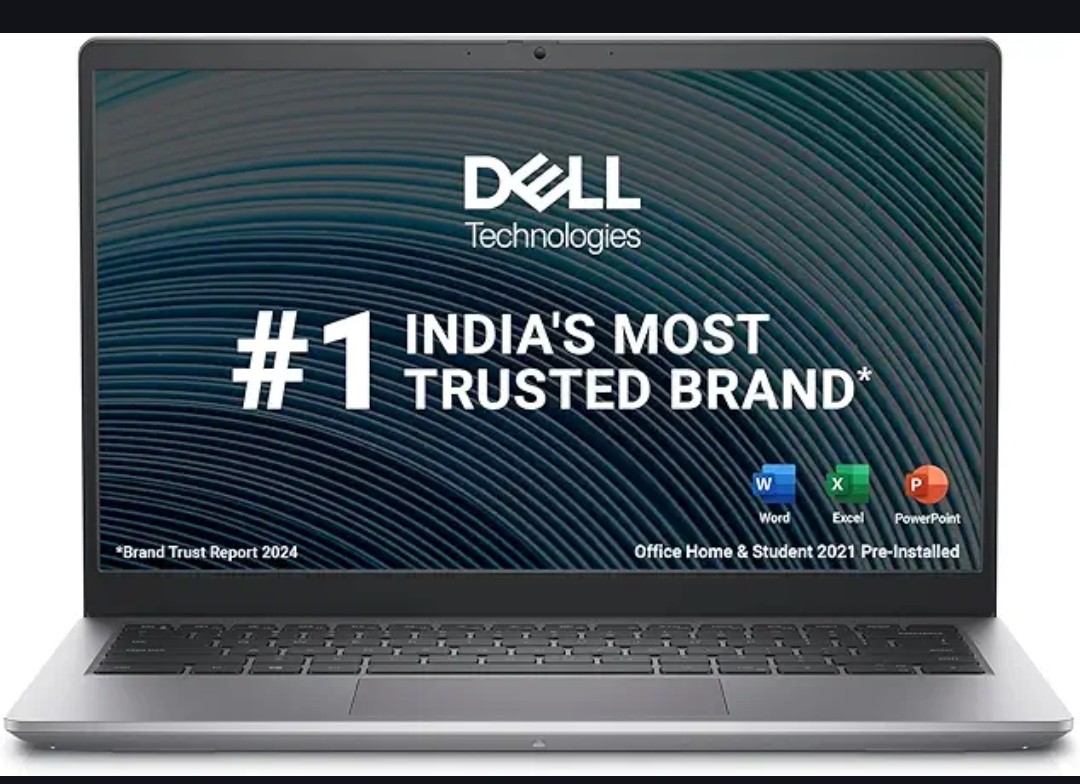 DELL
Technologies
#1 INDIA'S MOST
TRUSTED BRAND*
Word Excel PowerPoint
*Brand Trust Report 2024
Office Home & Student 2021 Pre-Installed